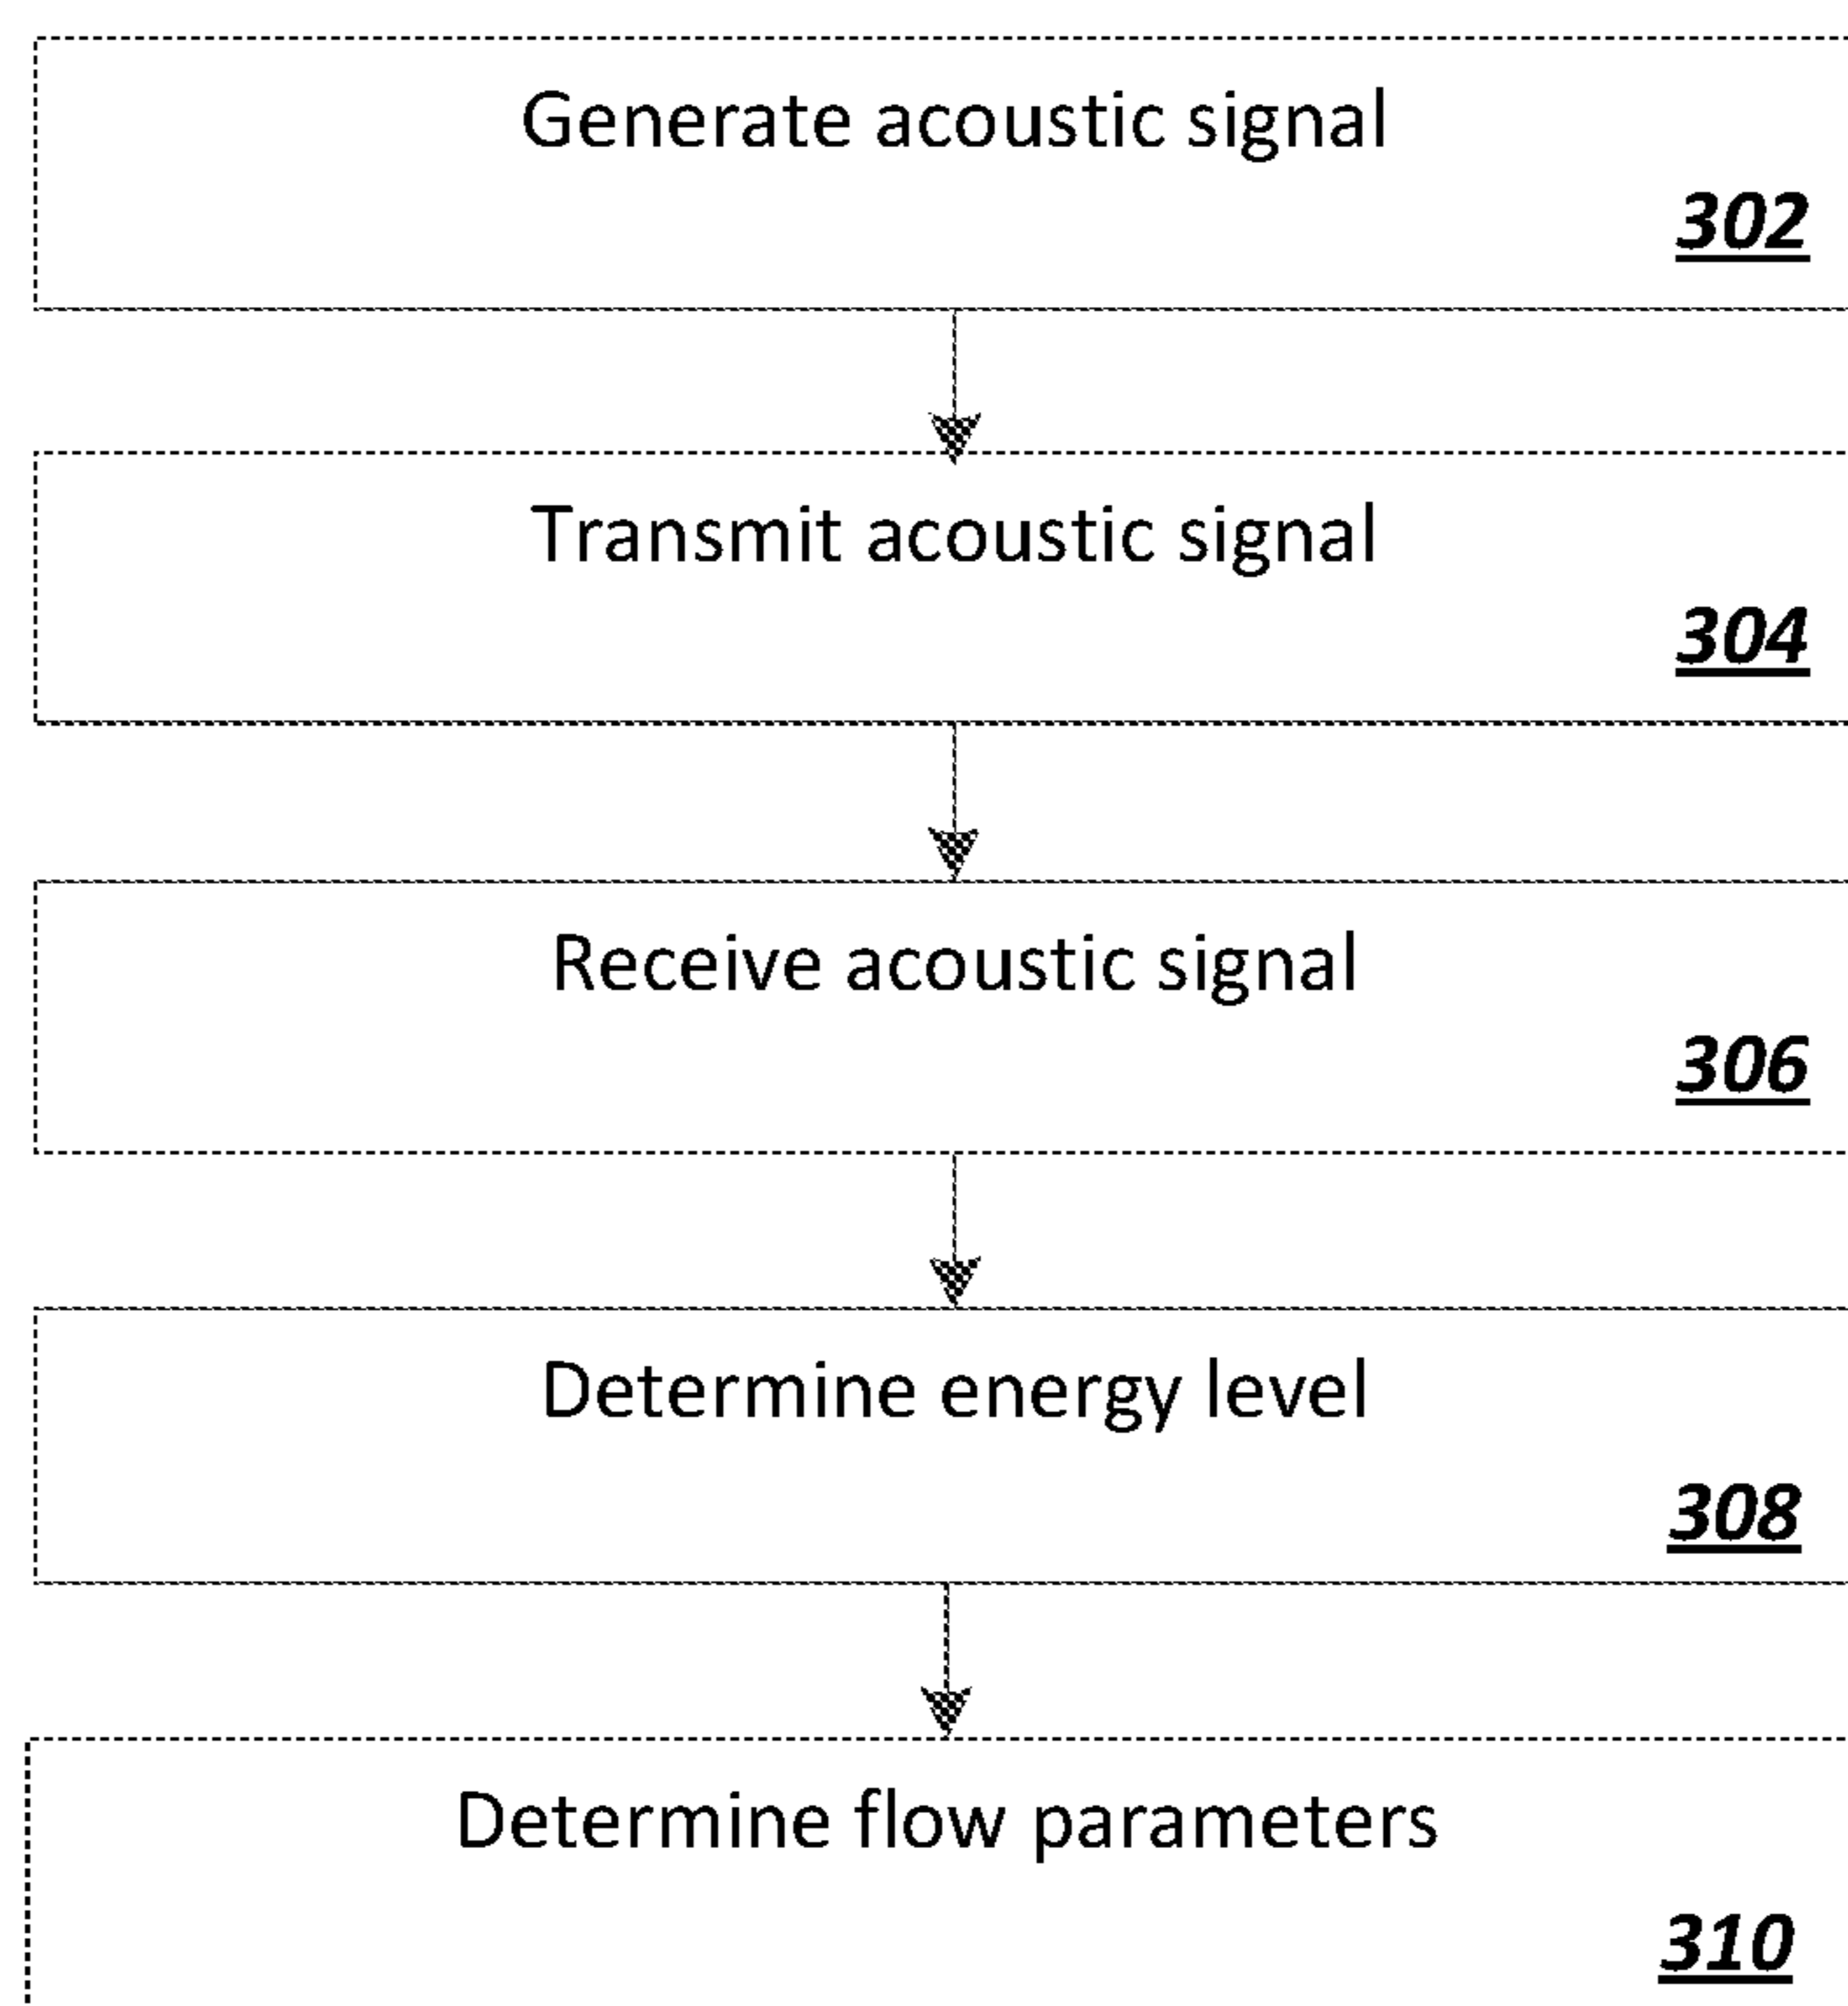 Generate acoustic signal
302
Transmit acoustic signal
304
Receive acoustic signal
306
Determine energy level
308
Determine flow parameters
310